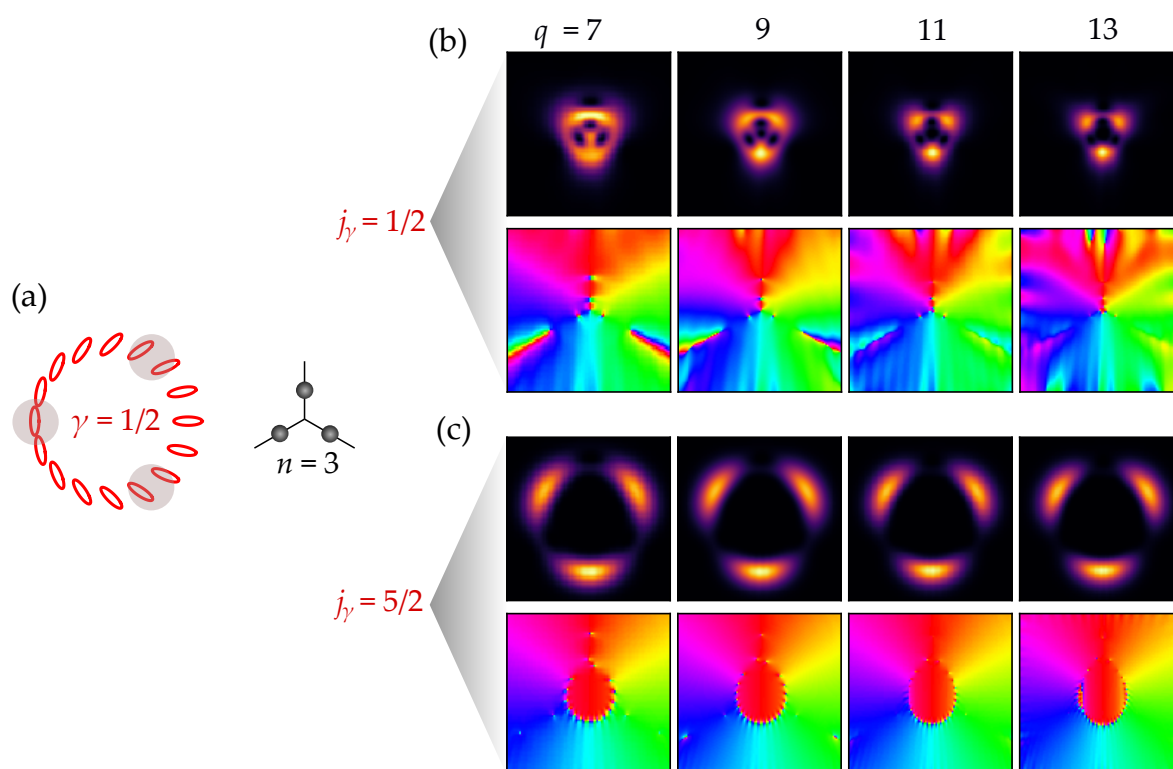 (b) q = 7 9 11 13
j_γ = 1/2
(a)
γ = 1/2
n = 3
(c)
j_γ = 5/2